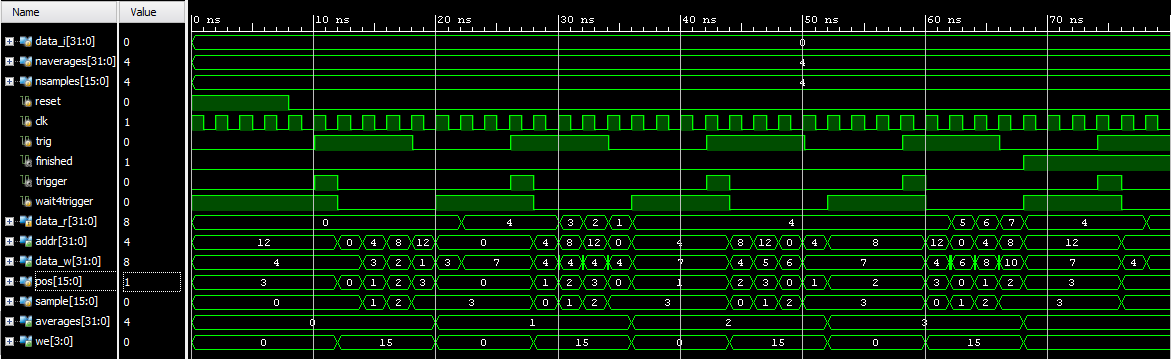 Name Value 0 ns 10 ns 20 ns 30 ns 40 ns 50 ns 60 ns 70 ns
data_i[31:0] 0 0
naverages[31:0] 4 4
nsamples[15:0] 4 4
reset 0
clk 1
trig 0
finished 1
trigger 0
wait4trigger 0
data_r[31:0] 8 0 4 3 2 1 4 5 6 7 4
addr[31:0] 4 12 0 4 8 12 0 4 8 12 0 4 8 12 0 4 8 12 0 4 8 12
data_w[31:0] 8 4 3 2 1 3 7 4 4 4 4 7 4 5 6 7 4 6 8 10 7 4
pos[15:0] 1 3 0 1 2 3 0 1 2 3 0 1 2 3 0 1 2 3 0 1 2 3
sample[15:0] 0 0 1 2 3 0 1 2 3 0 1 2 3 0 1 2 3
averages[31:0] 4 0 1 2 3
we[3:0] 0 0 15 0 15 0 15 0 15 0